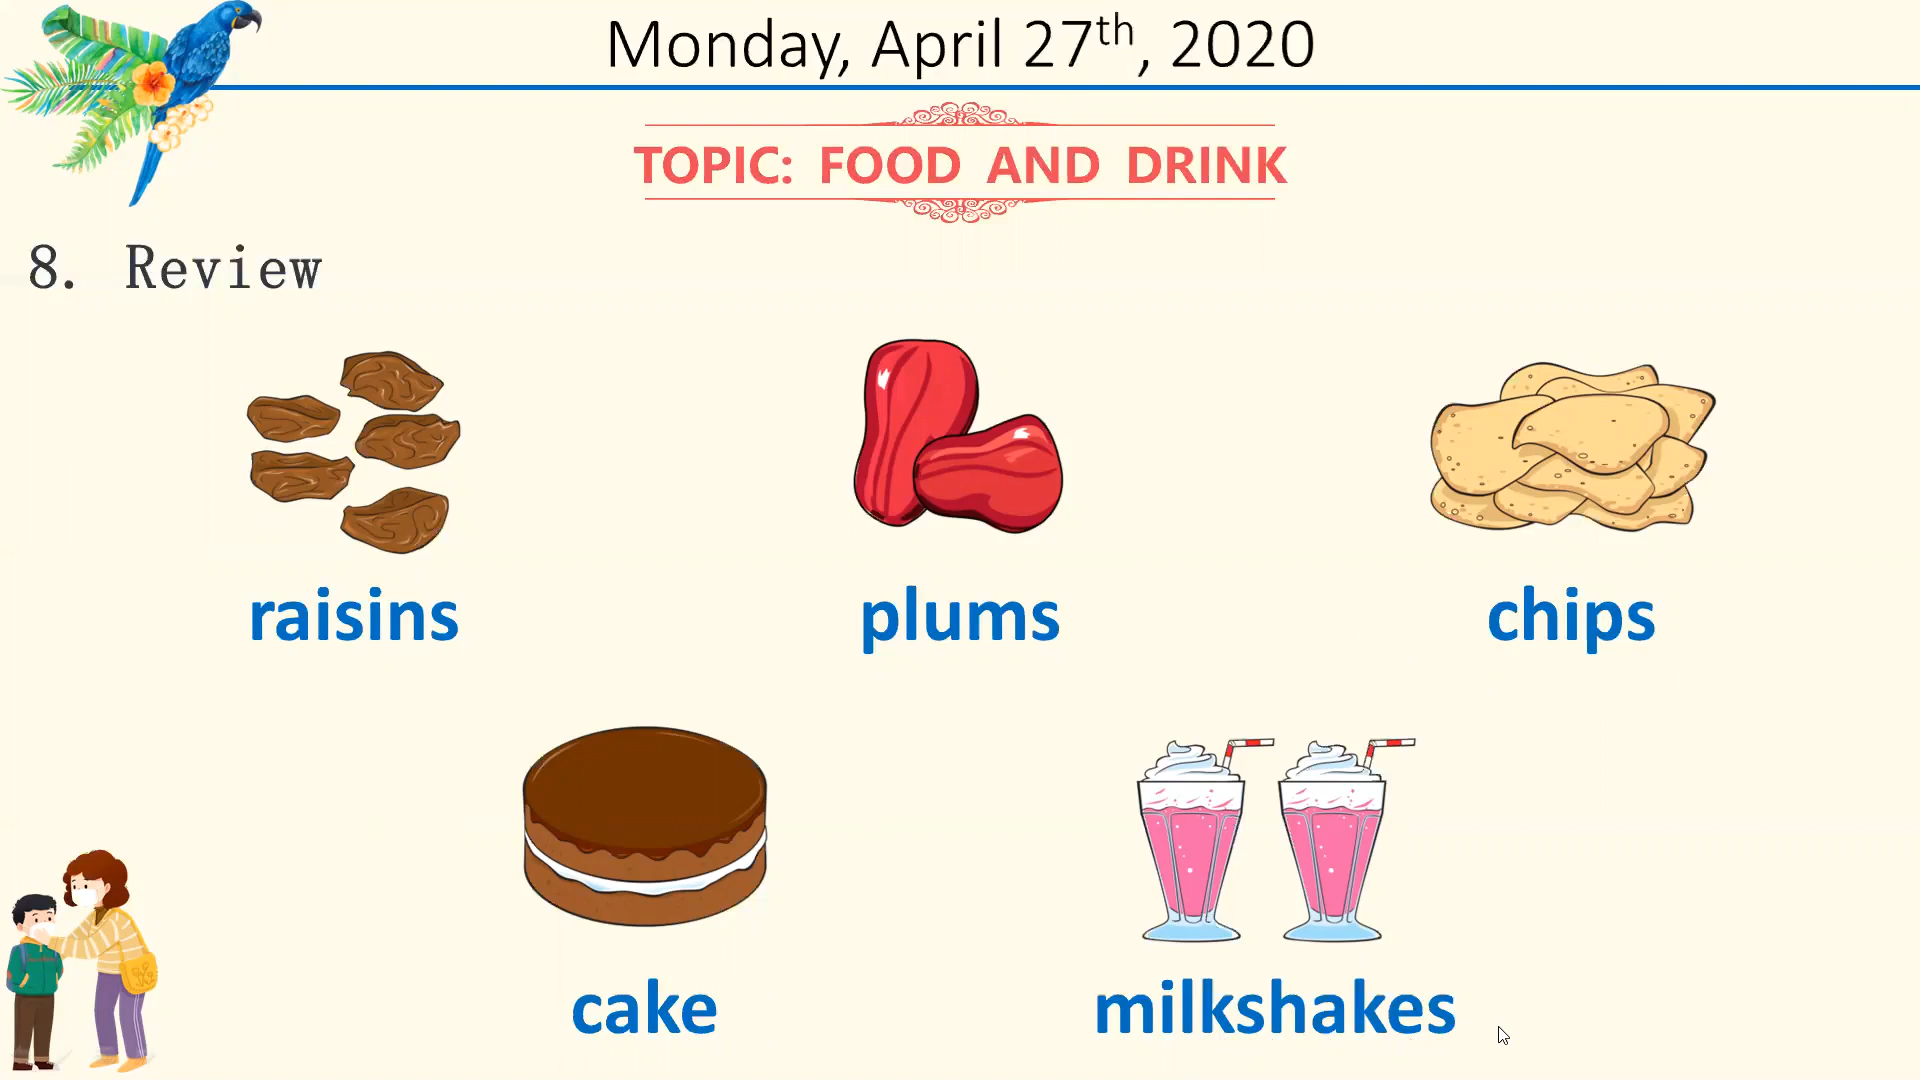 Monday, April 27th, 2020
TOPIC: FOOD AND DRINK
8. Review
raisins
plums
chips
cake
milkshakes